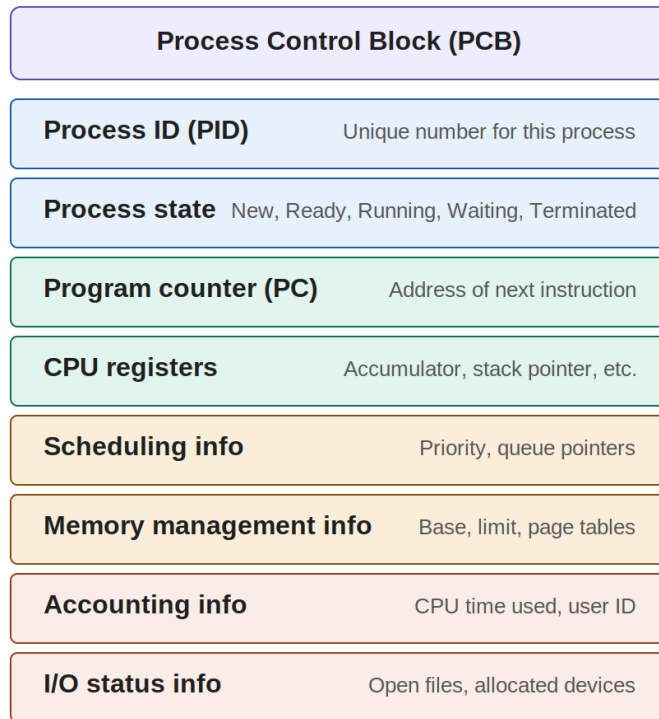 Process Control Block (PCB)
Process ID (PID) Unique number for this process
Process state New, Ready, Running, Waiting, Terminated
Program counter (PC) Address of next instruction
CPU registers Accumulator, stack pointer, etc.
Scheduling info Priority, queue pointers
Memory management info Base, limit, page tables
Accounting info CPU time used, user ID
I/O status info Open files, allocated devices